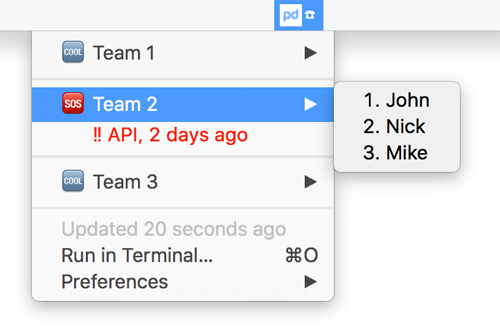 pd ☎
COOL Team 1 ▶
SOS Team 2 ▶
‼ API, 2 days ago
1. John
2. Nick
3. Mike
COOL Team 3 ▶
Updated 20 seconds ago
Run in Terminal... ⌘O
Preferences ▶